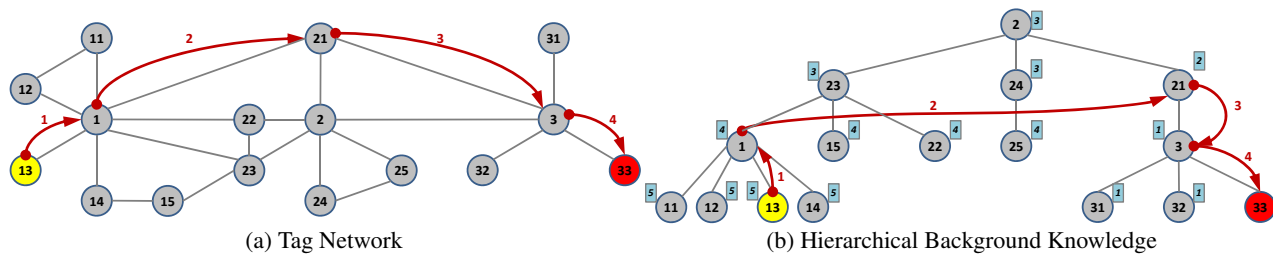 11 2 21 3 31
12
1 1 22 2 3 4
13 23 25 32 33
14 15 24
(a) Tag Network
2 3
3 23 3 24 2 21
2 3
4 1 15 4 22 4 25 4 1 3
1 4
5 11 12 5 5 13 14 5 31 1 32 1 33
(b) Hierarchical Background Knowledge